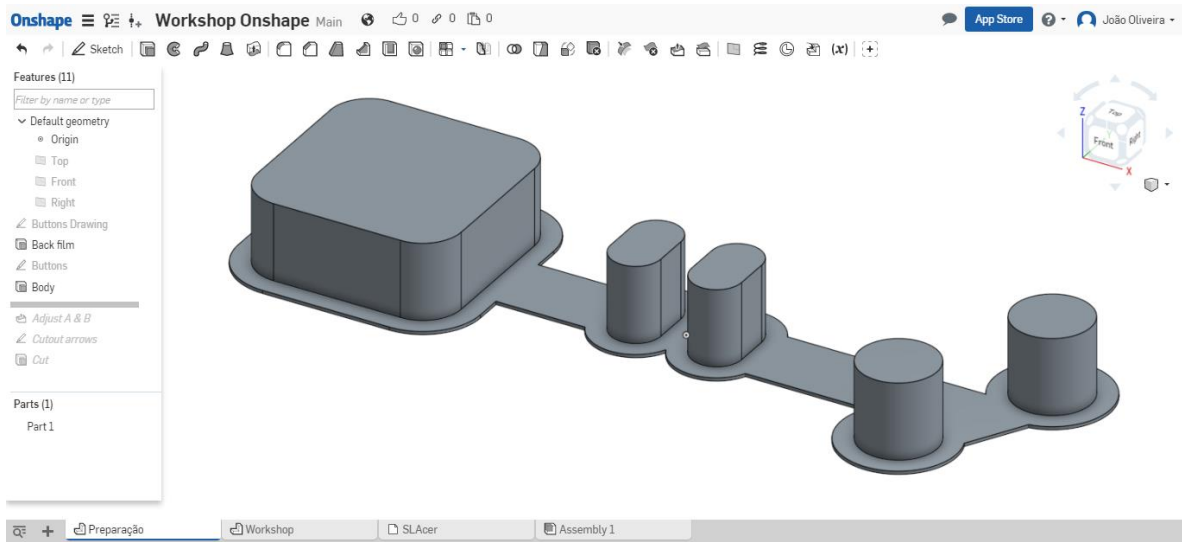 Onshape Workshop Onshape Main 0 0 0 App Store João Oliveira
Sketch (x)
Features (11)
Filter by name or type
Default geometry
Origin
Top
Front
Right
Buttons Drawing
Back film
Buttons
Body
Adjust A & B
Cutout arrows
Cut
Parts (1)
Part 1
Z
Top
Front
Right
X
Preparação Workshop SLAcer Assembly 1